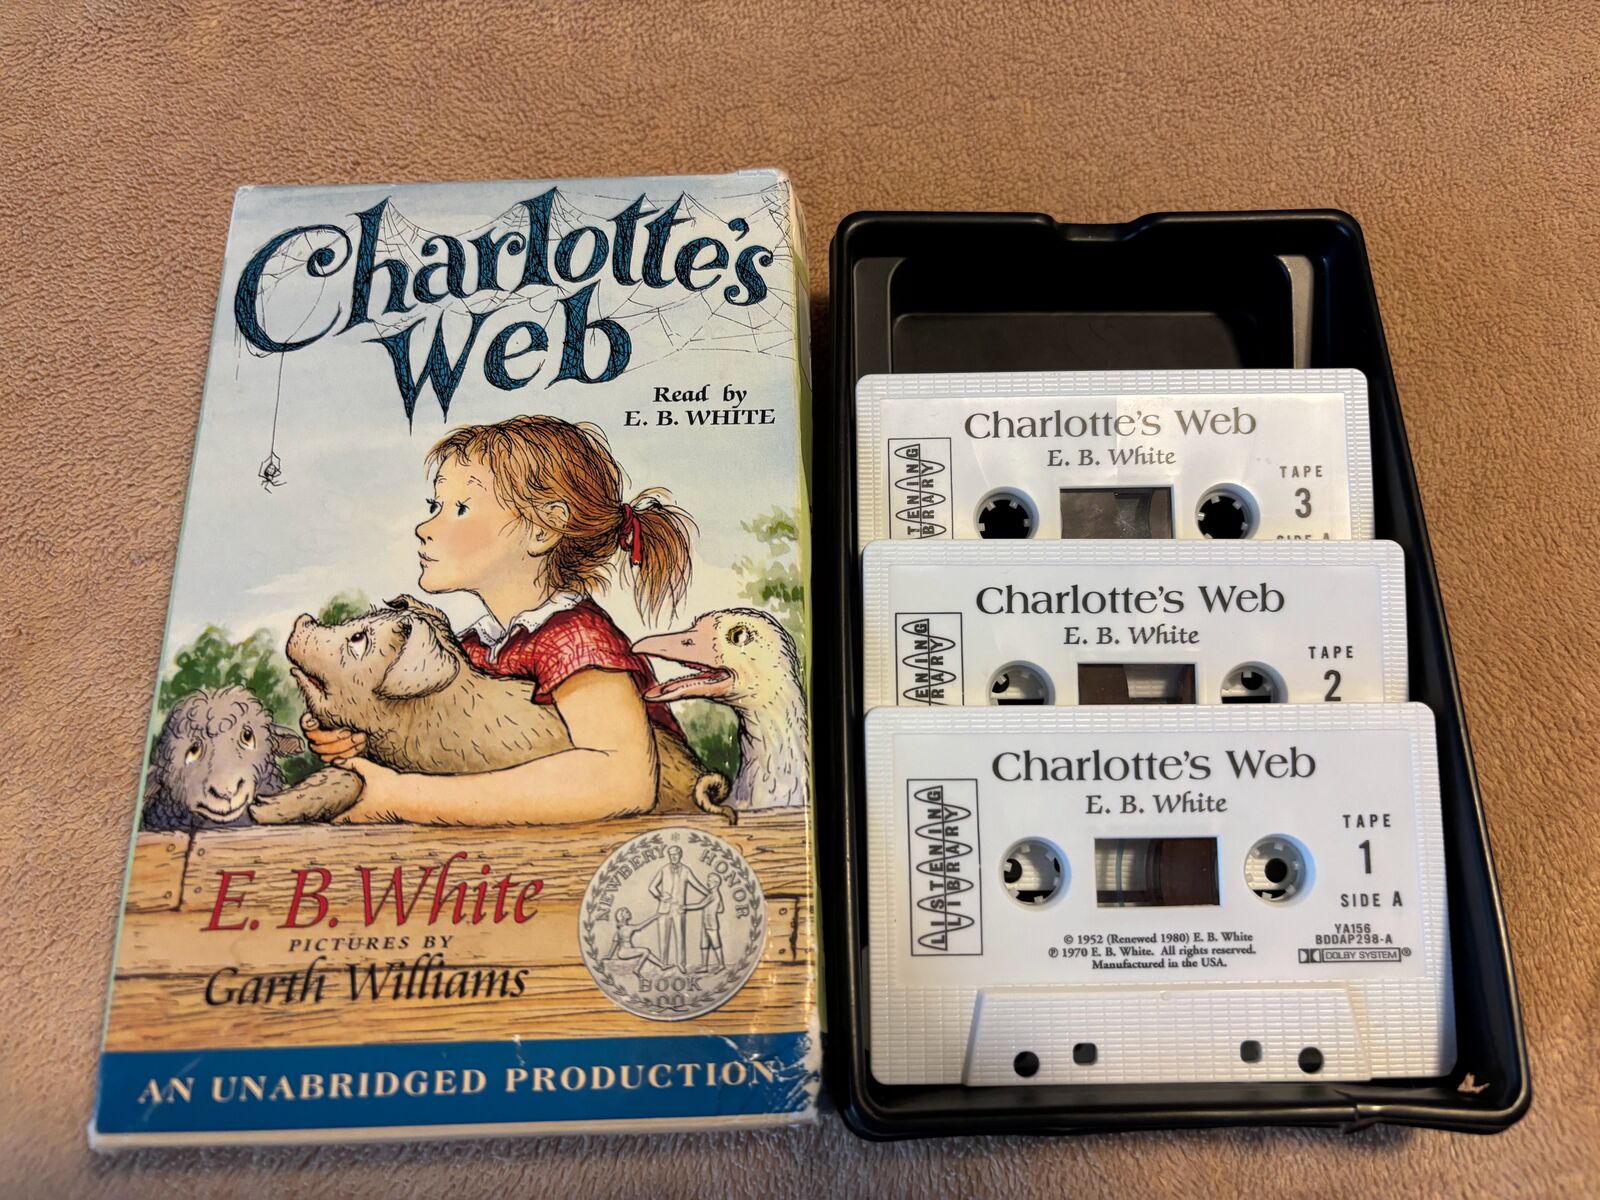 Charlotte's
Web
Read by
E. B. WHITE
E. B. White
PICTURES BY
Garth Williams
NEWBERY HONOR
BOOK
AN UNABRIDGED PRODUCTION
Charlotte's Web
E. B. White
TAPE
3
SIDE A
Charlotte's Web
E. B. White
TAPE
2
Charlotte's Web
E. B. White
LISTENING
LIBRARY
TAPE
1
SIDE A
© 1952 (Renewed 1980) E. B. White
℗ 1970 E. B. White. All rights reserved.
Manufactured in the USA.
YA156
BDDAP298-A
DOLBY SYSTEM®